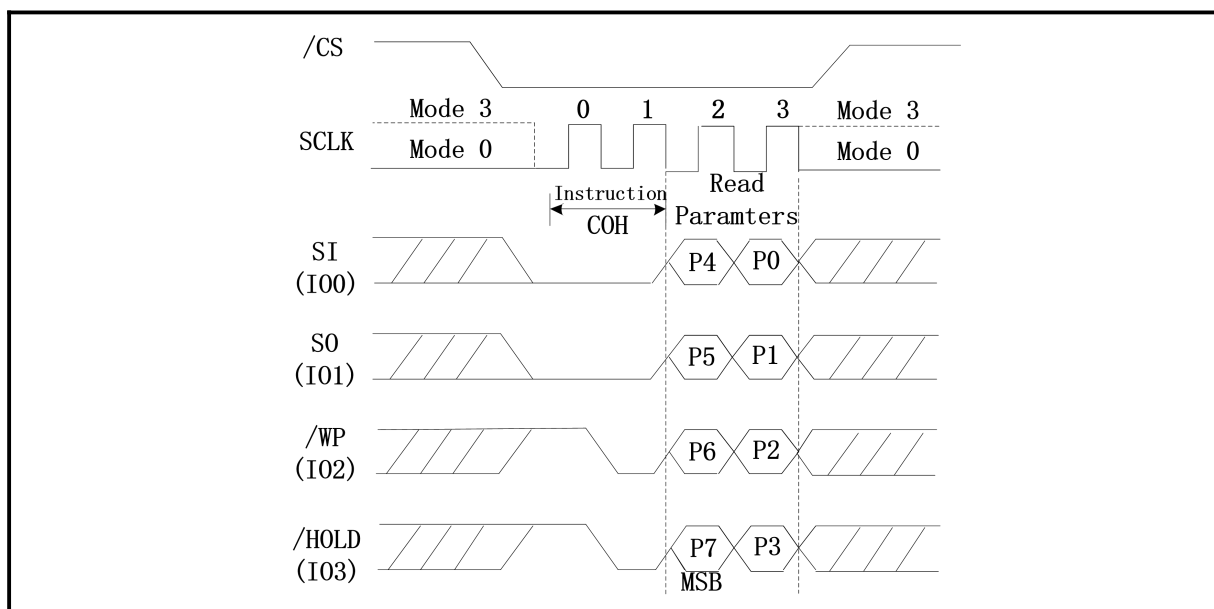 /CS
Mode 3 0 1 2 3 Mode 3
SCLK
Mode 0 Mode 0
Instruction Read
COH Paramters
SI P4 P0
(IO0)
SO P5 P1
(IO1)
/WP P6 P2
(IO2)
/HOLD P7 P3
(IO3) MSB